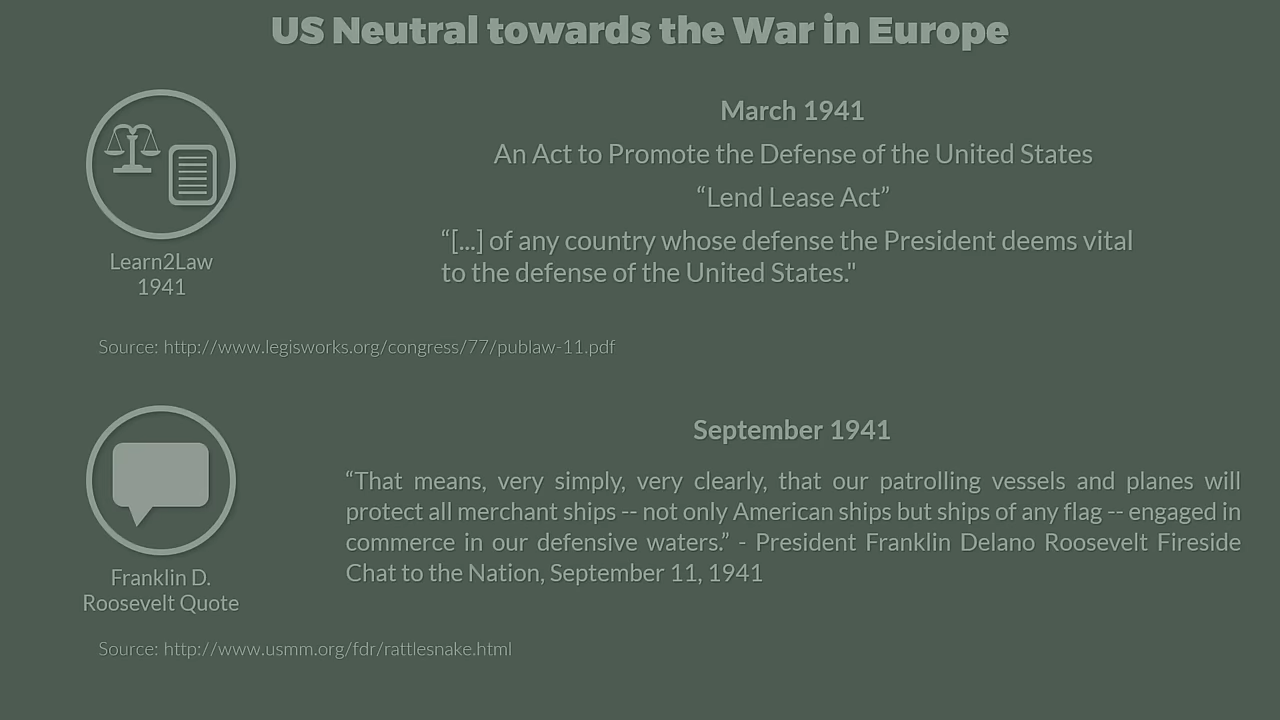 US Neutral towards the War in Europe
March 1941
An Act to Promote the Defense of the United States
“Lend Lease Act”
“[...] of any country whose defense the President deems vital
to the defense of the United States."
Learn2Law
1941
Source: http://www.legisworks.org/congress/77/publaw-11.pdf
September 1941
“That means, very simply, very clearly, that our patrolling vessels and planes will
protect all merchant ships -- not only American ships but ships of any flag -- engaged in
commerce in our defensive waters.” - President Franklin Delano Roosevelt Fireside
Chat to the Nation, September 11, 1941
Franklin D.
Roosevelt Quote
Source: http://www.usmm.org/fdr/rattlesnake.html